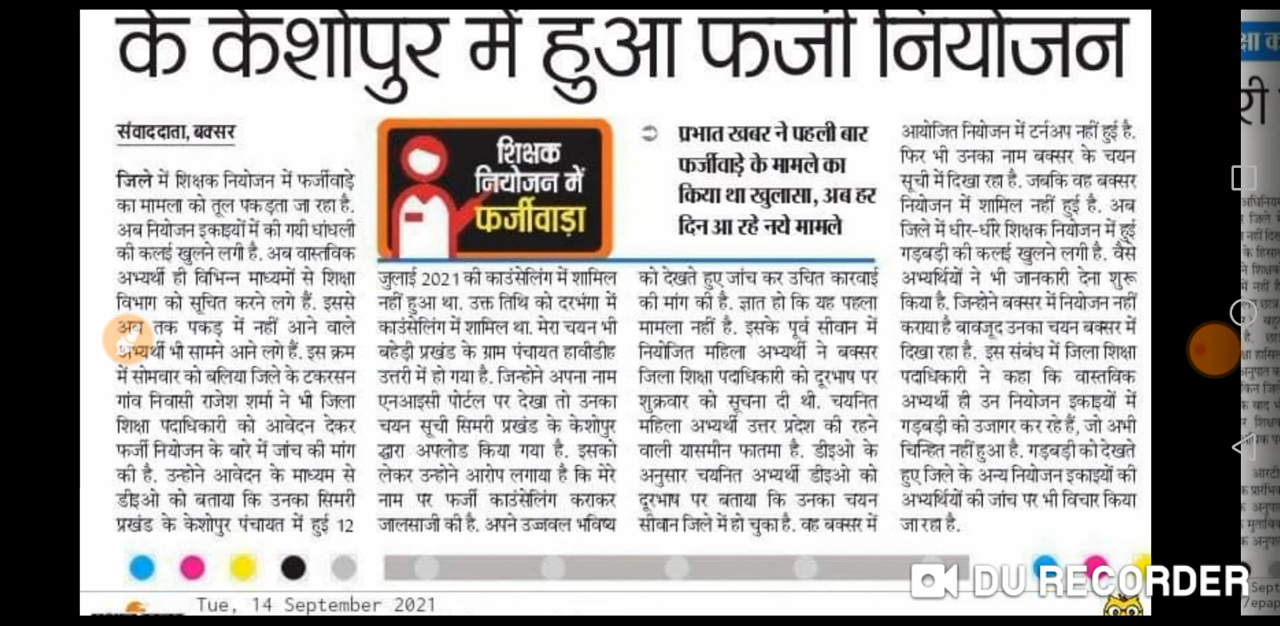 के केशोपुर में हुआ फर्जी नियोजन
संवाददाता, बक्सर
जिले में शिक्षक नियोजन में फर्जीवाड़े
का मामला को तूल पकड़ता जा रहा है.
अब नियोजन इकाइयों में की गयी धांधली
की कलई खुलने लगी है. अब वास्तविक
अभ्यर्थी ही विभिन्न माध्यमों से शिक्षा
विभाग को सूचित करने लगे हैं. इससे
अब तक पकड़ में नहीं आने वाले
अभ्यर्थी भी सामने आने लगे हैं. इस क्रम
में सोमवार को बलिया जिले के टकरसन
गांव निवासी राजेश शर्मा ने भी जिला
शिक्षा पदाधिकारी को आवेदन देकर
फर्जी नियोजन के बारे में जांच की मांग
की है. उन्होने आवेदन के माध्यम से
डीइओ को बताया कि उनका सिमरी
प्रखंड के केशोपुर पंचायत में हुई 12
शिक्षक
नियोजन में
फर्जीवाड़ा
जुलाई 2021 की काउंसेलिंग में शामिल
नहीं हुआ था. उक्त तिथि को दरभंगा में
काउंसेलिंग में शामिल था. मेरा चयन भी
बहेड़ी प्रखंड के ग्राम पंचायत हावीडीह
उत्तरी में हो गया है. जिन्होने अपना नाम
एनआइसी पोर्टल पर देखा तो उनका
चयन सूची सिमरी प्रखंड के केशोपुर
द्वारा अपलोड किया गया है. इसको
लेकर उन्होने आरोप लगाया है कि मेरे
नाम पर फर्जी काउंसेलिंग कराकर
जालसाजी की है. अपने उज्जवल भविष्य
प्रभात खबर ने पहली बार
फर्जीवाड़े के मामले का
किया था खुलासा, अब हर
दिन आ रहे नये मामले
को देखते हुए जांच कर उचित कारवाई
की मांग की है. ज्ञात हो कि यह पहला
मामला नहीं है. इसके पूर्व सीवान में
नियोजित महिला अभ्यर्थी ने बक्सर
जिला शिक्षा पदाधिकारी को दूरभाष पर
शुक्रवार को सूचना दी थी. चयनित
महिला अभ्यर्थी उत्तर प्रदेश की रहने
वाली यासमीन फातमा है. डीइओ के
अनुसार चयनित अभ्यर्थी डीइओ को
दूरभाष पर बताया कि उनका चयन
सीवान जिले में हो चुका है. वह बक्सर में
आयोजित नियोजन में टर्नअप नहीं हुई है.
फिर भी उनका नाम बक्सर के चयन
सूची में दिखा रहा है. जबकि वह बक्सर
नियोजन में शामिल नहीं हुई है. अब
जिले में धीर-धीरे शिक्षक नियोजन में हुई
गड़बड़ी की कलई खुलने लगी है. वैसे
अभ्यर्थियों ने भी जानकारी देना शुरू
किया है. जिन्होने बक्सर में नियोजन नहीं
कराया है बावजूद उनका चयन बक्सर में
दिखा रहा है. इस संबंध में जिला शिक्षा
पदाधिकारी ने कहा कि वास्तविक
अभ्यर्थी ही उन नियोजन इकाइयों में
गड़बड़ी को उजागर कर रहे हैं, जो अभी
चिन्हित नहीं हुआ है. गड़बड़ी को देखते
हुए जिले के अन्य नियोजन इकाइयों की
अभ्यर्थियों की जांच पर भी विचार किया
जा रहा है.
Tue, 14 September 2021
DU RECORDER